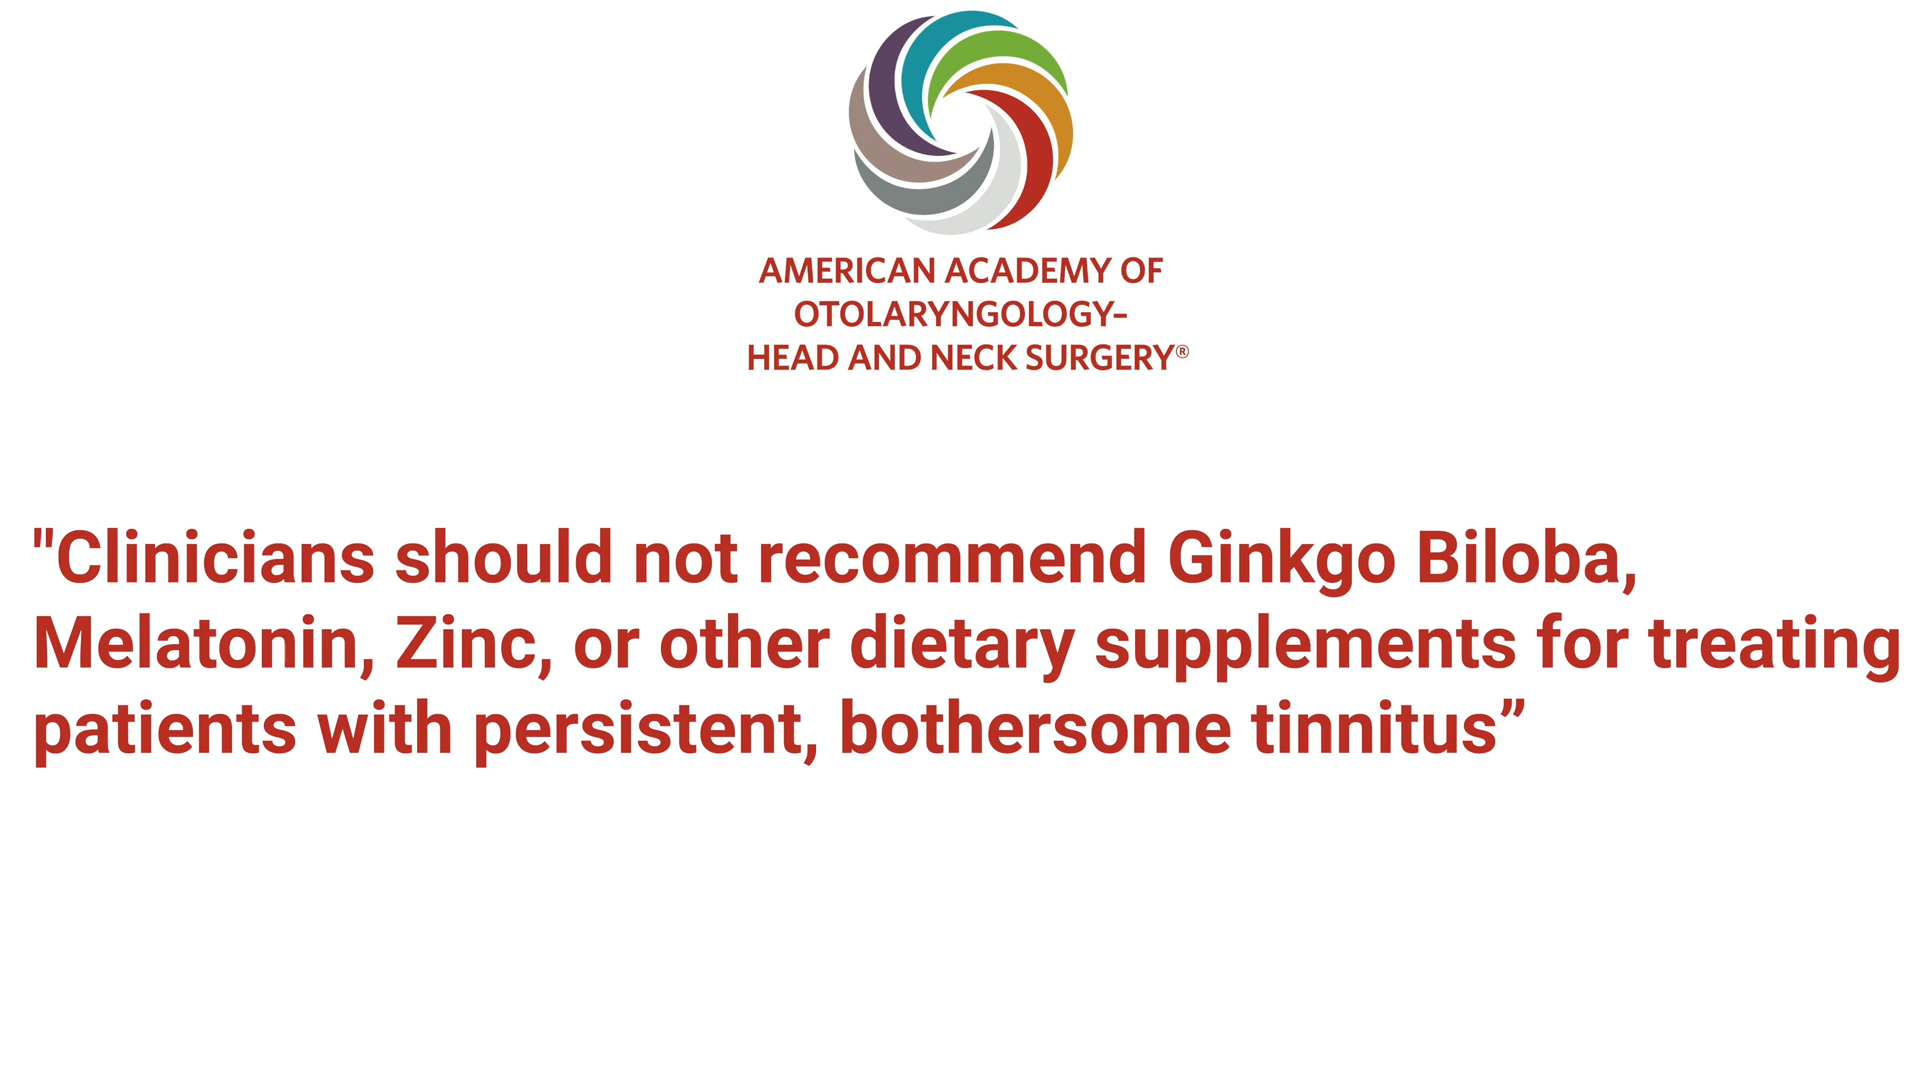 AMERICAN ACADEMY OF
OTOLARYNGOLOGY–
HEAD AND NECK SURGERY®
"Clinicians should not recommend Ginkgo Biloba,
Melatonin, Zinc, or other dietary supplements for treating
patients with persistent, bothersome tinnitus”